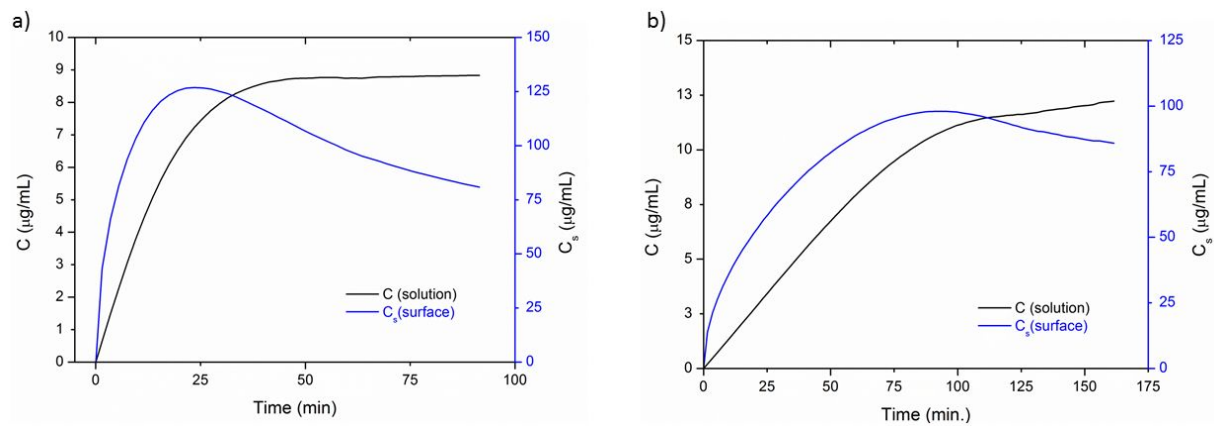 a)
10
9
8
7
6
5
4
3
2
1
0
C (µg/mL)
150
125
100
75
50
25
0
Cs (µg/mL)
C (solution)
Cs(surface)
0 25 50 75 100
Time (min)
b)
15
13
10
8
5
3
0
C (µg/mL)
125
100
75
50
25
0
Cs (µg/mL)
C (solution)
Cs(surface)
0 25 50 75 100 125 150 175
Time (min.)